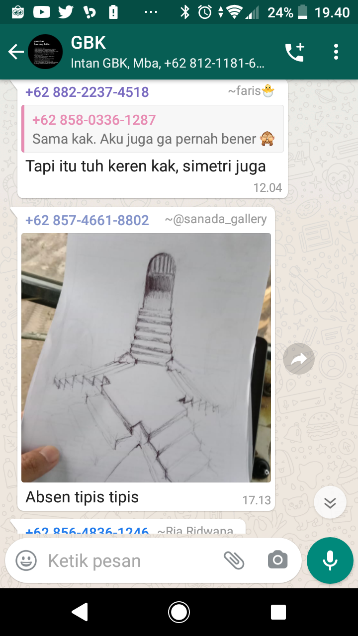 24% 19.40
GBK
Intan GBK, Mba, +62 812-1181-6...
+62 882-2237-4518 ~faris🐣
+62 858-0336-1287
Sama kak. Aku juga ga pernah bener 🙈
Tapi itu tuh keren kak, simetri juga
12.04
+62 857-4661-8802 ~@sanada_gallery
Absen tipis tipis
17.13
+62 856-4836-1246 ~Ria Ridwana
Ketik pesan